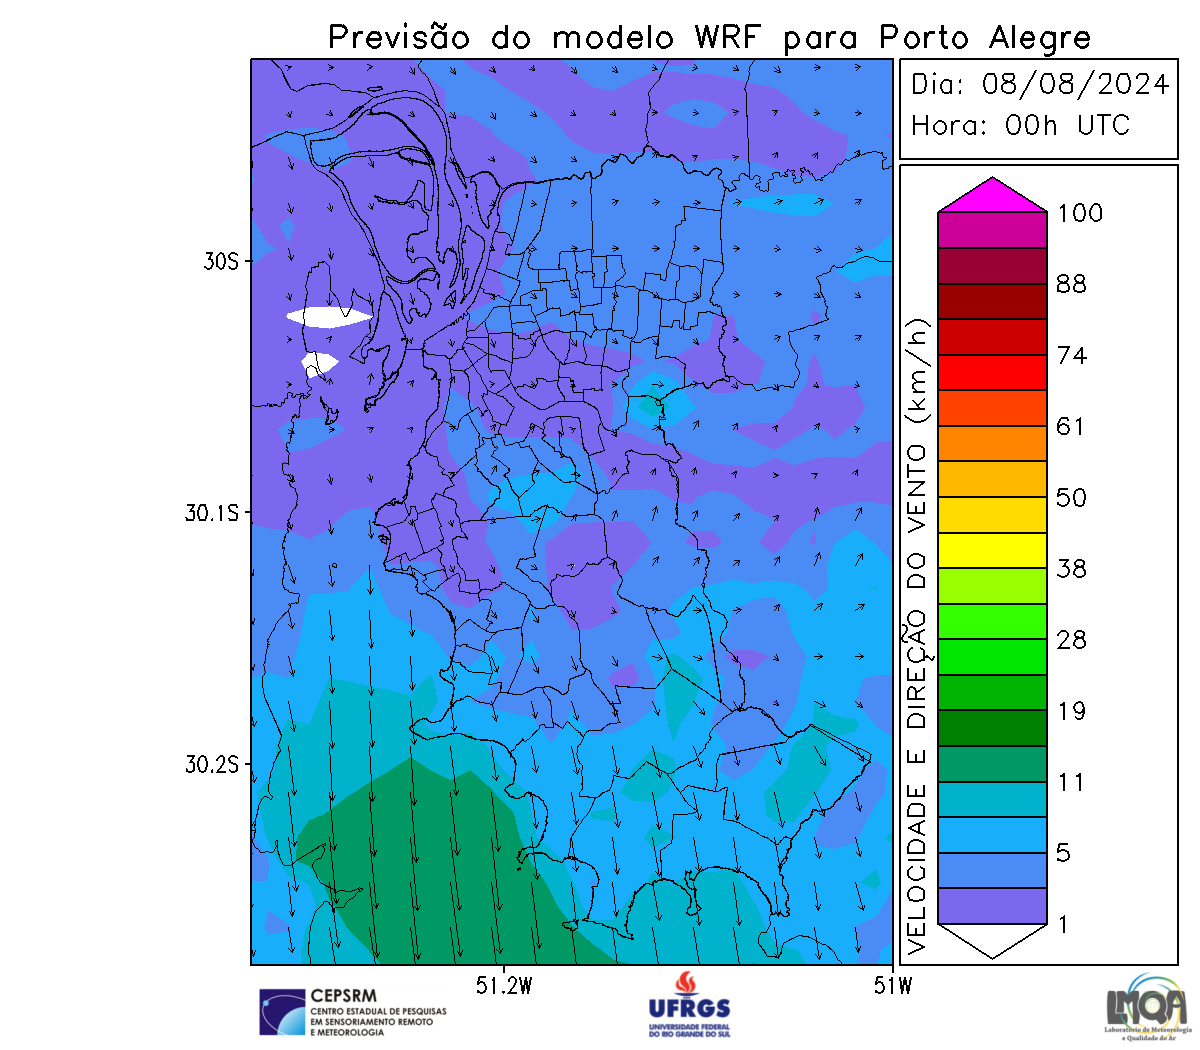 Previsão do modelo WRF para Porto Alegre
Dia: 08/08/2024
Hora: 00h UTC
30S
30.1S
30.2S
51.2W
51W
VELOCIDADE E DIREÇÃO DO VENTO (km/h)
100
88
74
61
50
38
28
19
11
5
1
CEPSRM
CENTRO ESTADUAL DE PESQUISAS
EM SENSORIAMENTO REMOTO
E METEOROLOGIA
UFRGS
UNIVERSIDADE FEDERAL
DO RIO GRANDE DO SUL
LMQA
Laboratório de Meteorologia
e Qualidade do Ar